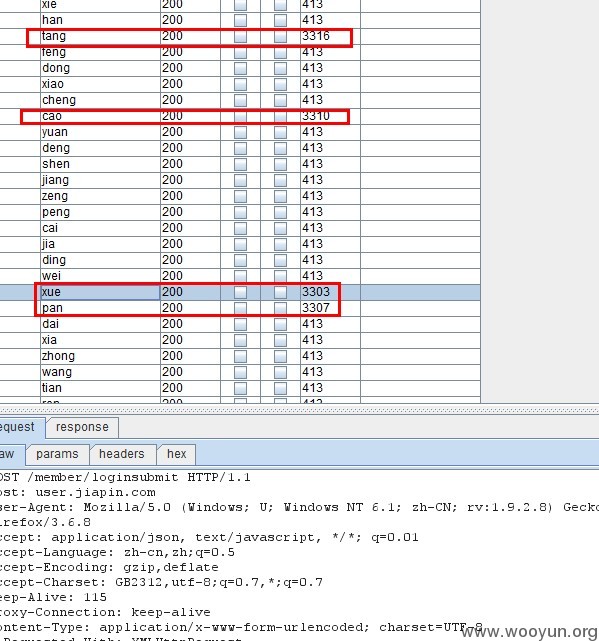 xie 200 413
han 200 413
tang 200 3316
feng 200 413
dong 200 413
xiao 200 413
cheng 200 413
cao 200 3310
yuan 200 413
deng 200 413
shen 200 413
jiang 200 413
zeng 200 413
peng 200 413
cai 200 413
jia 200 413
ding 200 413
wei 200 413
xue 200 3303
pan 200 3307
dai 200 413
xia 200 413
zhong 200 413
wang 200 413
tian 200 413
ren 200 413
equest response
aw params headers hex
OST /member/loginsubmit HTTP/1.1
ost: user.jiapin.com
ser-Agent: Mozilla/5.0 (Windows; U; Windows NT 6.1; zh-CN; rv:1.9.2.8) Gecko
irefox/3.6.8
ccept: application/json, text/javascript, */*; q=0.01
ccept-Language: zh-cn,zh;q=0.5
ccept-Encoding: gzip,deflate
ccept-Charset: GB2312,utf-8;q=0.7,*;q=0.7
eep-Alive: 115
roxy-Connection: keep-alive
ontent-Type: application/x-www-form-urlencoded; charset=UTF-8
-Requested-With: XMLHttpRequest
www.wooyun.org